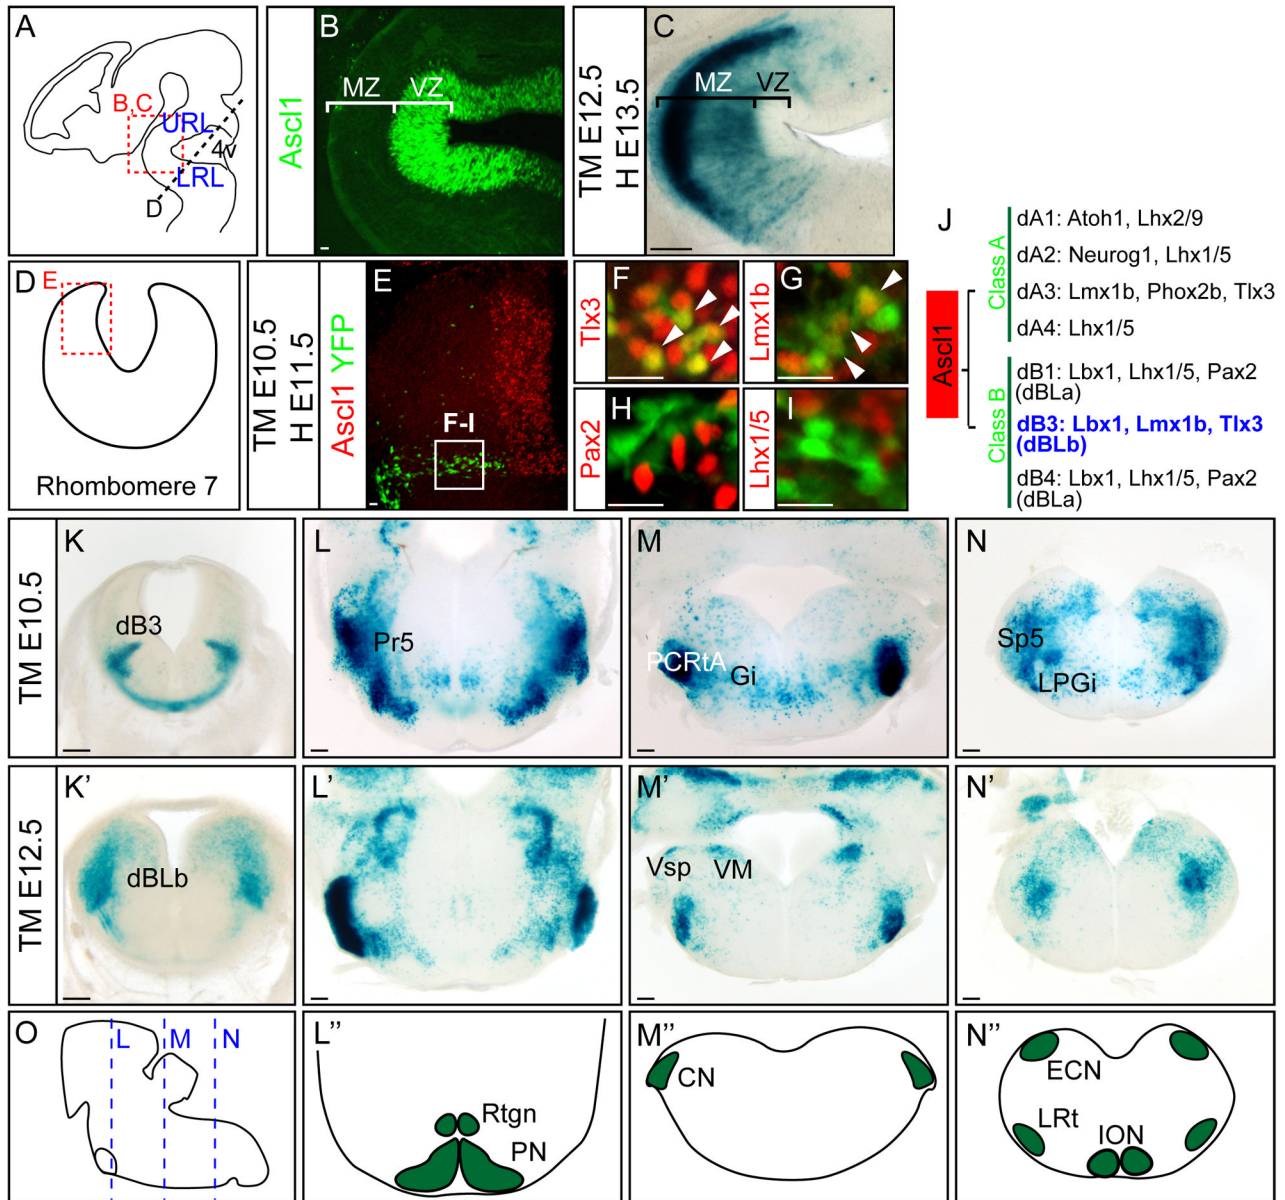 A
B,C
URL
4v
LRL
D
Ascl1
B
MZ VZ
TM E12.5
H E13.5
C
MZ VZ
D
E
Rhombomere 7
TM E10.5
H E11.5
Ascl1 YFP
E
F-I
Tlx3
F
Lmx1b
G
Pax2
H
Lhx1/5
I
J
Ascl1
Class A
dA1: Atoh1, Lhx2/9
dA2: Neurog1, Lhx1/5
dA3: Lmx1b, Phox2b, Tlx3
dA4: Lhx1/5
Class B
dB1: Lbx1, Lhx1/5, Pax2
(dBLa)
dB3: Lbx1, Lmx1b, Tlx3
(dBLb)
dB4: Lbx1, Lhx1/5, Pax2
(dBLa)
TM E10.5
K
dB3
L
Pr5
M
PCRtA
Gi
N
Sp5
LPGi
TM E12.5
K’
dBLb
L’
M’
Vsp VM
N’
O
L M N
L’’
Rtgn
PN
M’’
CN
N’’
ECN
LRt
ION